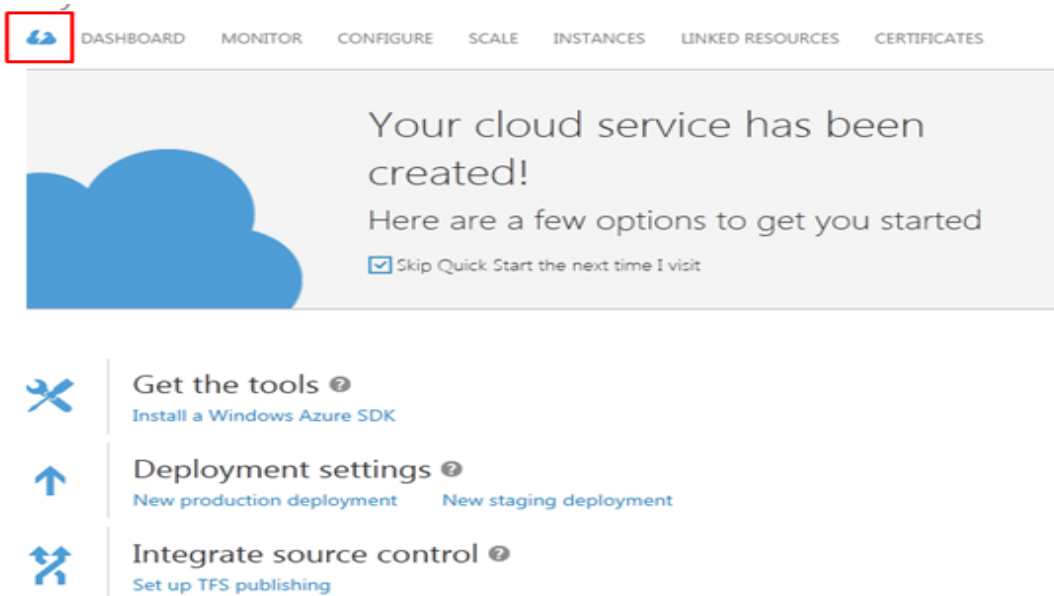 DASHBOARD MONITOR CONFIGURE SCALE INSTANCES LINKED RESOURCES CERTIFICATES
Your cloud service has been
created!
Here are a few options to get you started
Skip Quick Start the next time I visit
Get the tools ?
Install a Windows Azure SDK
Deployment settings ?
New production deployment New staging deployment
Integrate source control ?
Set up TFS publishing